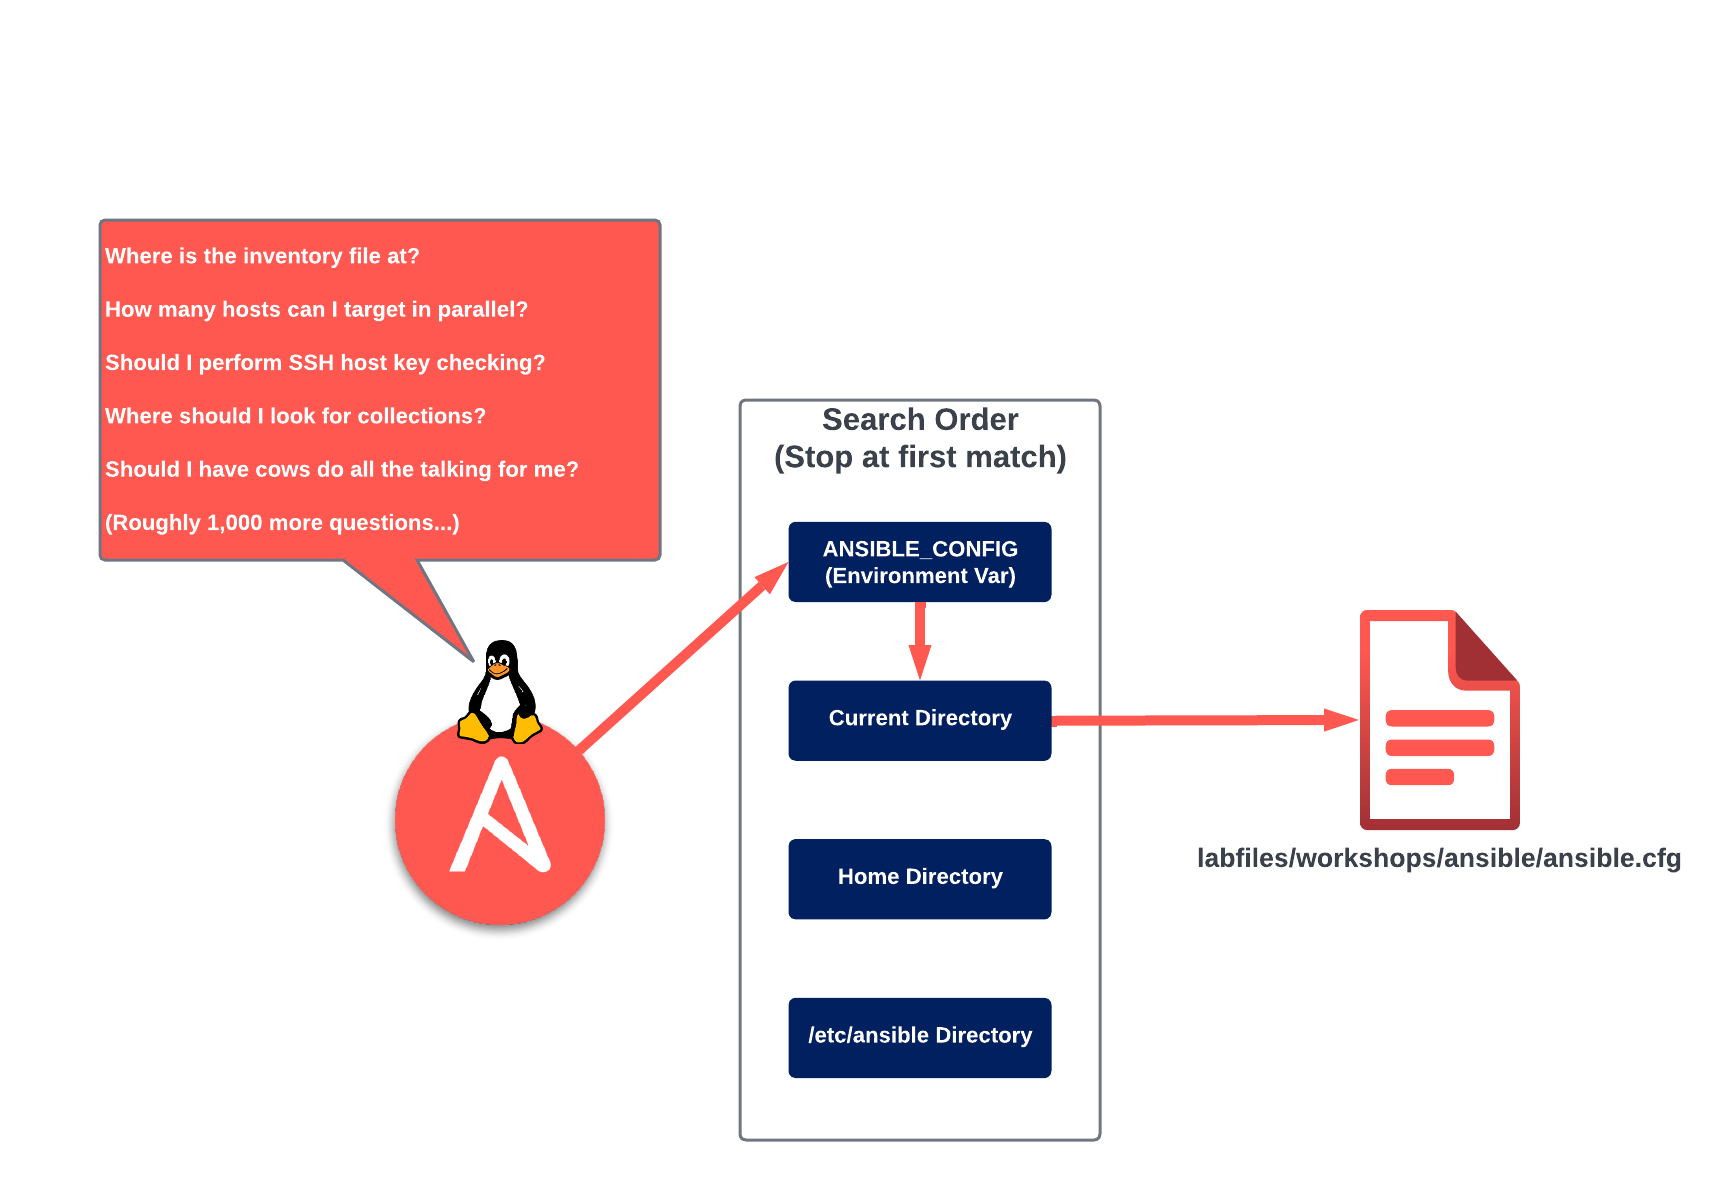 Where is the inventory file at?
How many hosts can I target in parallel?
Should I perform SSH host key checking?
Where should I look for collections?
Should I have cows do all the talking for me?
(Roughly 1,000 more questions...)
Search Order
(Stop at first match)
ANSIBLE_CONFIG
(Environment Var)
Current Directory
Home Directory
/etc/ansible Directory
labfiles/workshops/ansible/ansible.cfg